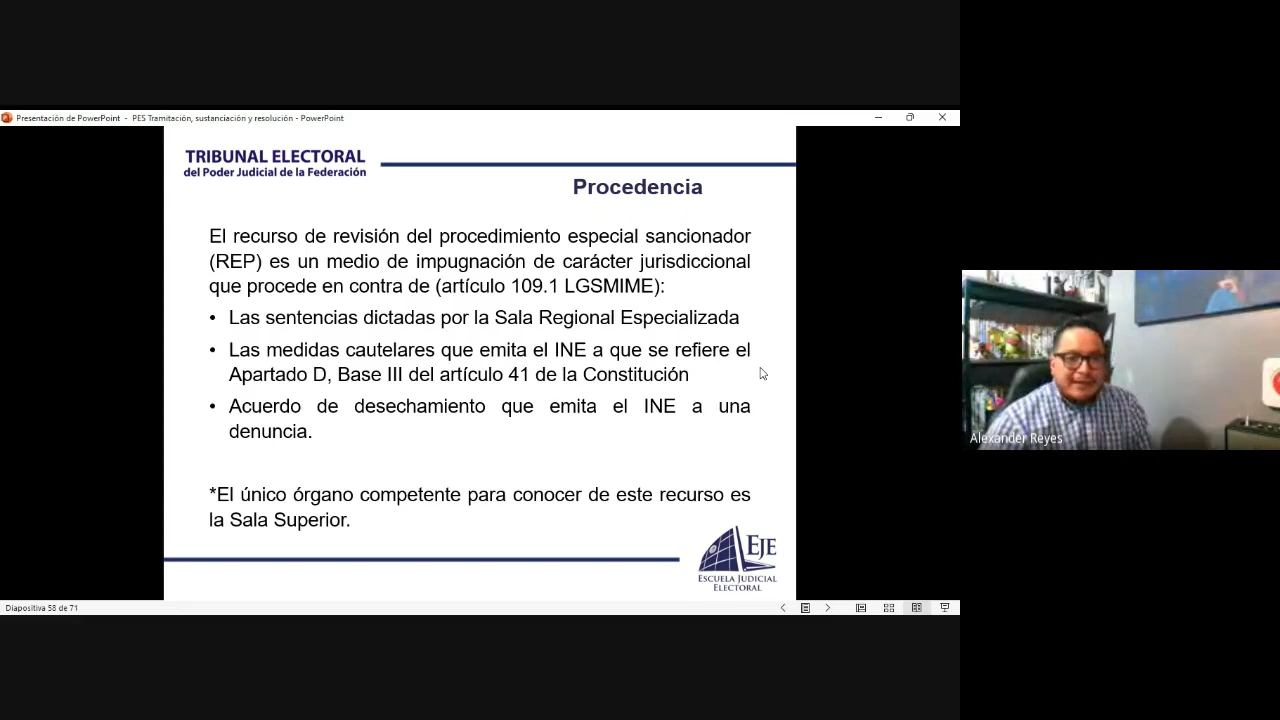 Presentación de PowerPoint - PES Tramitación, sustanciación y resolución - PowerPoint
TRIBUNAL ELECTORAL
del Poder Judicial de la Federación
Procedencia
El recurso de revisión del procedimiento especial sancionador
(REP) es un medio de impugnación de carácter jurisdiccional
que procede en contra de (artículo 109.1 LGSMIME):
• Las sentencias dictadas por la Sala Regional Especializada
• Las medidas cautelares que emita el INE a que se refiere el
Apartado D, Base III del artículo 41 de la Constitución
• Acuerdo de desechamiento que emita el INE a una
denuncia.
*El único órgano competente para conocer de este recurso es
la Sala Superior.
EJE
ESCUELA JUDICIAL
ELECTORAL
Diapositiva 58 de 71
Alexander Reyes